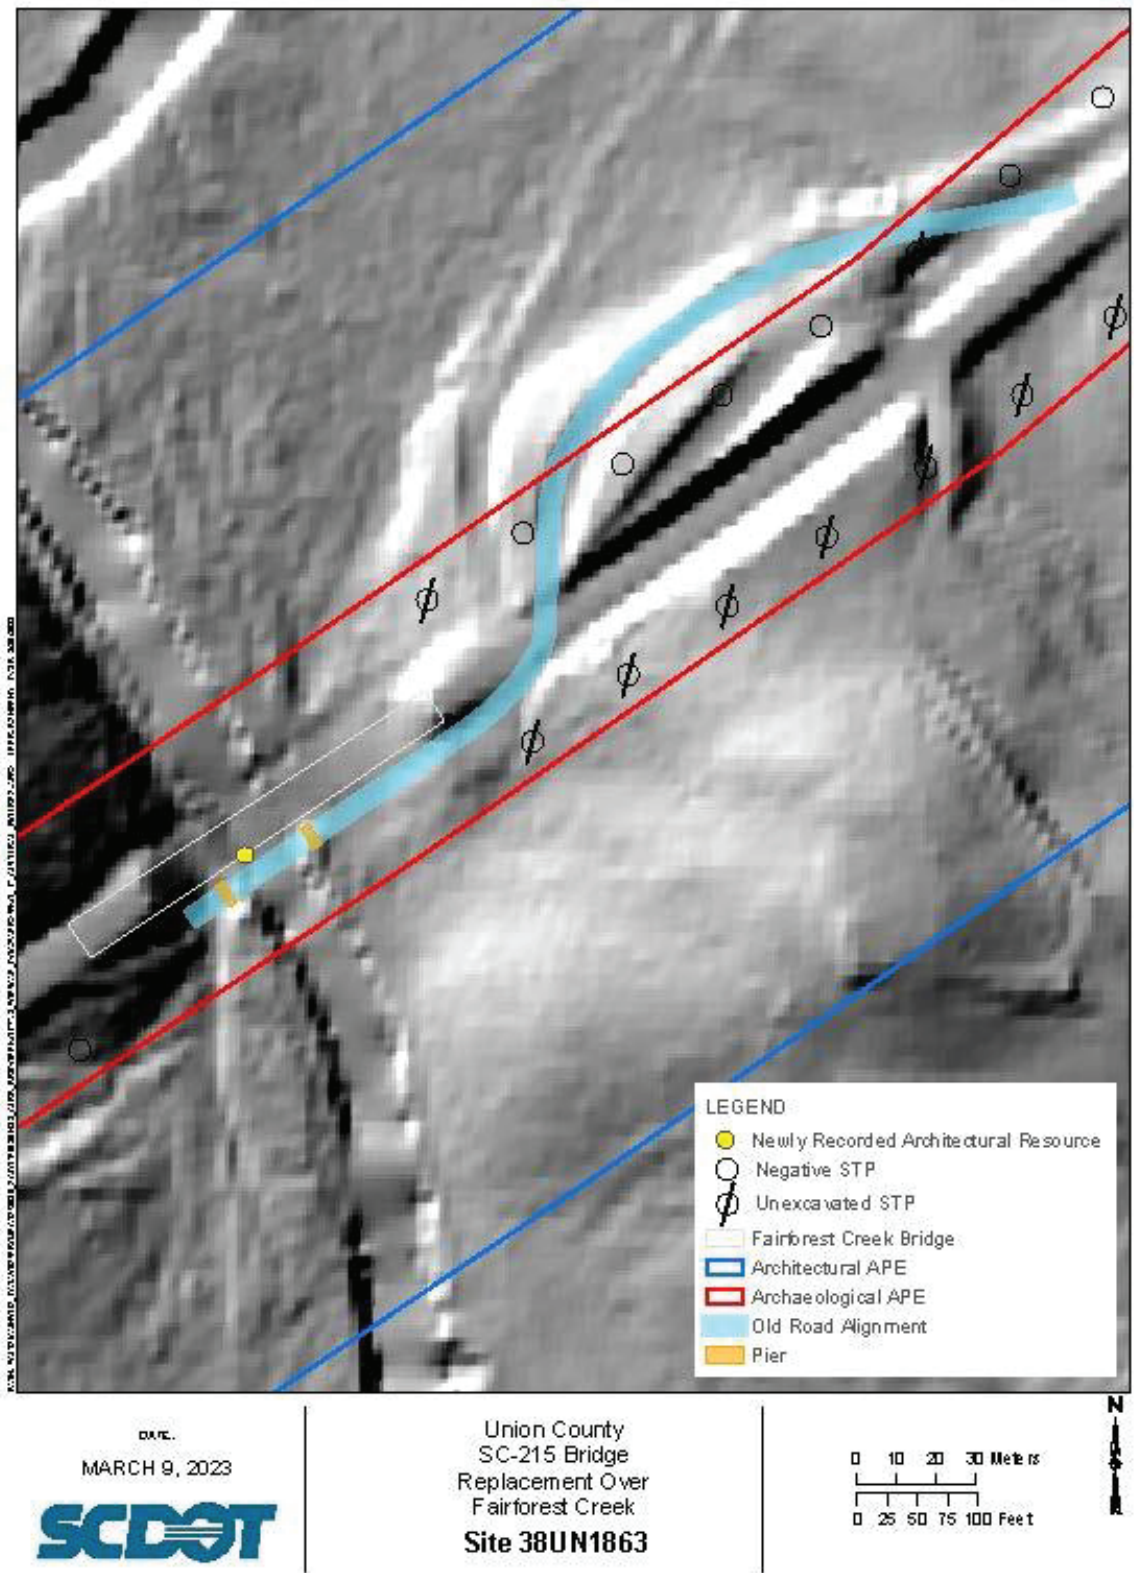 LEGEND
Newly Recorded Architectural Resource
Negative STP
Unexcavated STP
Fairforest Creek Bridge
Architectural APE
Archaeological APE
Old Road Alignment
Pier
DATE:
MARCH 9, 2023
SCDOT
Union County
SC-215 Bridge
Replacement Over
Fairforest Creek
Site 38UN1863
0 10 20 30 Meters
0 25 50 75 100 Feet
N